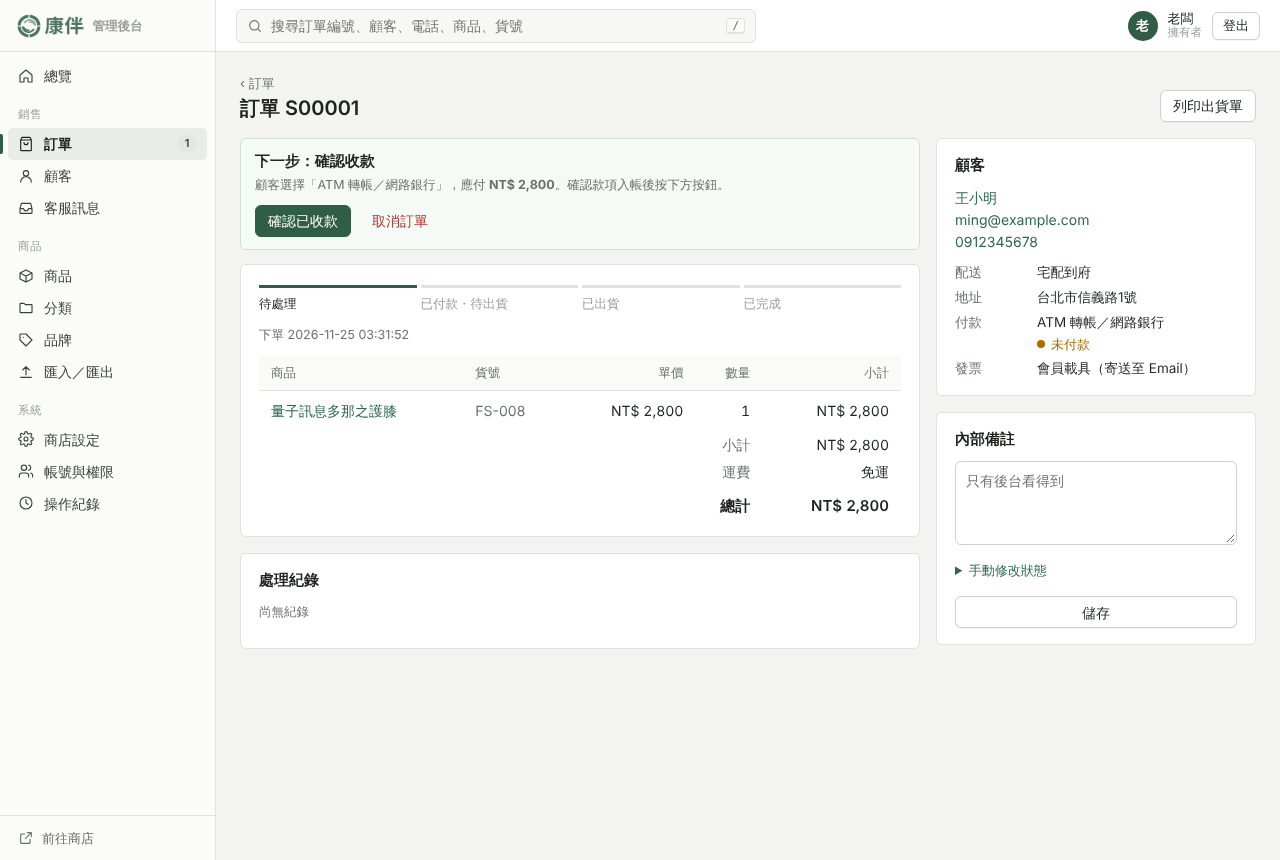 康伴 管理後台
搜尋訂單編號、顧客、電話、商品、貨號 /
老 老闆
擁有者
登出
總覽
銷售
訂單 1
顧客
客服訊息
商品
商品
分類
品牌
匯入／匯出
系統
商店設定
帳號與權限
操作紀錄
前往商店
‹ 訂單
訂單 S00001
列印出貨單
下一步：確認收款
顧客選擇「ATM 轉帳／網路銀行」，應付 NT$ 2,800。確認款項入帳後按下方按鈕。
確認已收款 取消訂單
待處理 已付款・待出貨 已出貨 已完成
下單 2026-11-25 03:31:52
商品 貨號 單價 數量 小計
量子訊息多那之護膝 FS-008 NT$ 2,800 1 NT$ 2,800
小計 NT$ 2,800
運費 免運
總計 NT$ 2,800
處理紀錄
尚無紀錄
顧客
王小明
ming@example.com
0912345678
配送 宅配到府
地址 台北市信義路1號
付款 ATM 轉帳／網路銀行
未付款
發票 會員載具（寄送至 Email）
內部備註
只有後台看得到
手動修改狀態
儲存